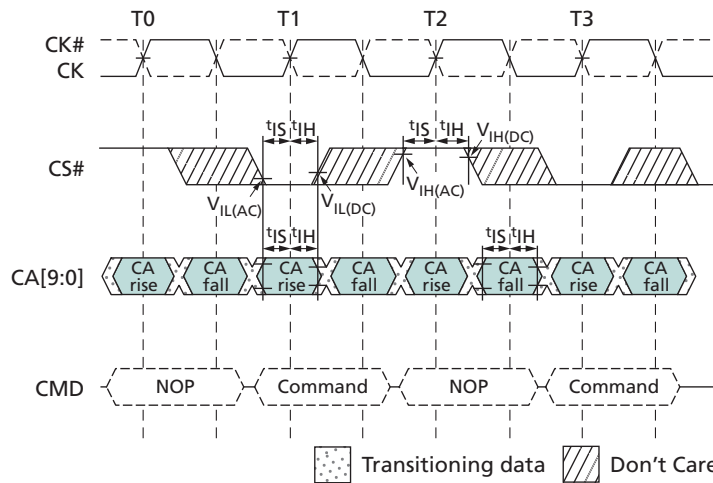 T0 T1 T2 T3
CK#
CK
tIS tIH tIS tIH VIH(DC)
CS#
VIL(AC) VIL(DC) VIH(AC)
tIS tIH tIS tIH
CA[9:0] CA rise CA fall CA rise CA fall CA rise CA fall CA rise CA fall
CMD NOP Command NOP Command
Transitioning data Don't Care